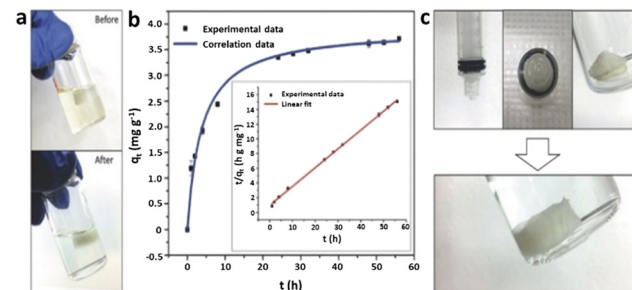 a
Before
After
b
Experimental data
Correlation data
qt (mg g⁻¹)
4.0
3.5
3.0
2.5
2.0
1.5
1.0
0.5
0.0
-0.5
0 10 20 30 40 50 60
t (h)
Experimental data
Linear fit
t/qt (h g mg⁻¹)
16
14
12
10
8
6
4
2
0
0 10 20 30 40 50 60
t (h)
c